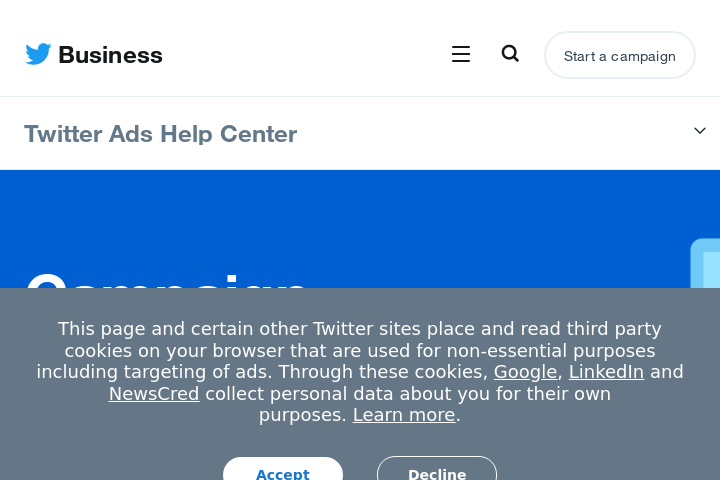 Business
Start a campaign
Twitter Ads Help Center
Campaign
This page and certain other Twitter sites place and read third party
cookies on your browser that are used for non-essential purposes
including targeting of ads. Through these cookies, Google, LinkedIn and
NewsCred collect personal data about you for their own
purposes. Learn more.
Accept
Decline